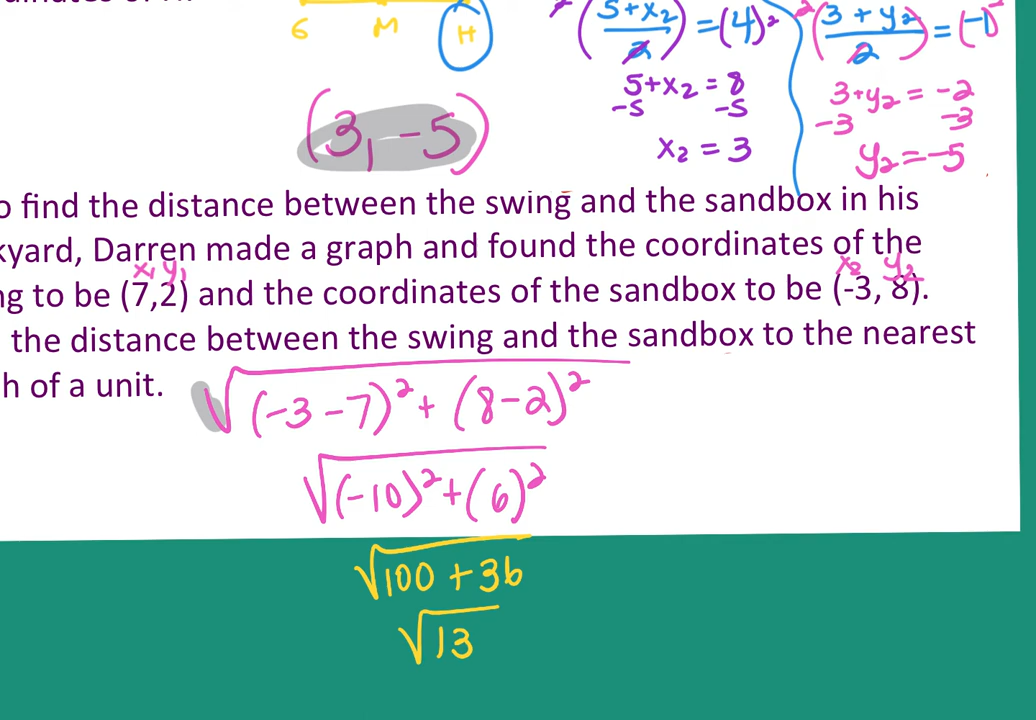 6 M H
(5+x₂/2)=(4)² (3+y₂/2)=(-1)
5+x₂ = 8 3+y₂ = -2
-5 -5 -3 -3
(3, -5) x₂ = 3 y₂=-5
o find the distance between the swing and the sandbox in his
kyard, Darren made a graph and found the coordinates of the
x₁ y₁ x₂ y₂
ng to be (7,2) and the coordinates of the sandbox to be (-3, 8).
the distance between the swing and the sandbox to the nearest
h of a unit.
√(-3-7)²+(8-2)²
√(-10)²+(6)²
√100+36
√13